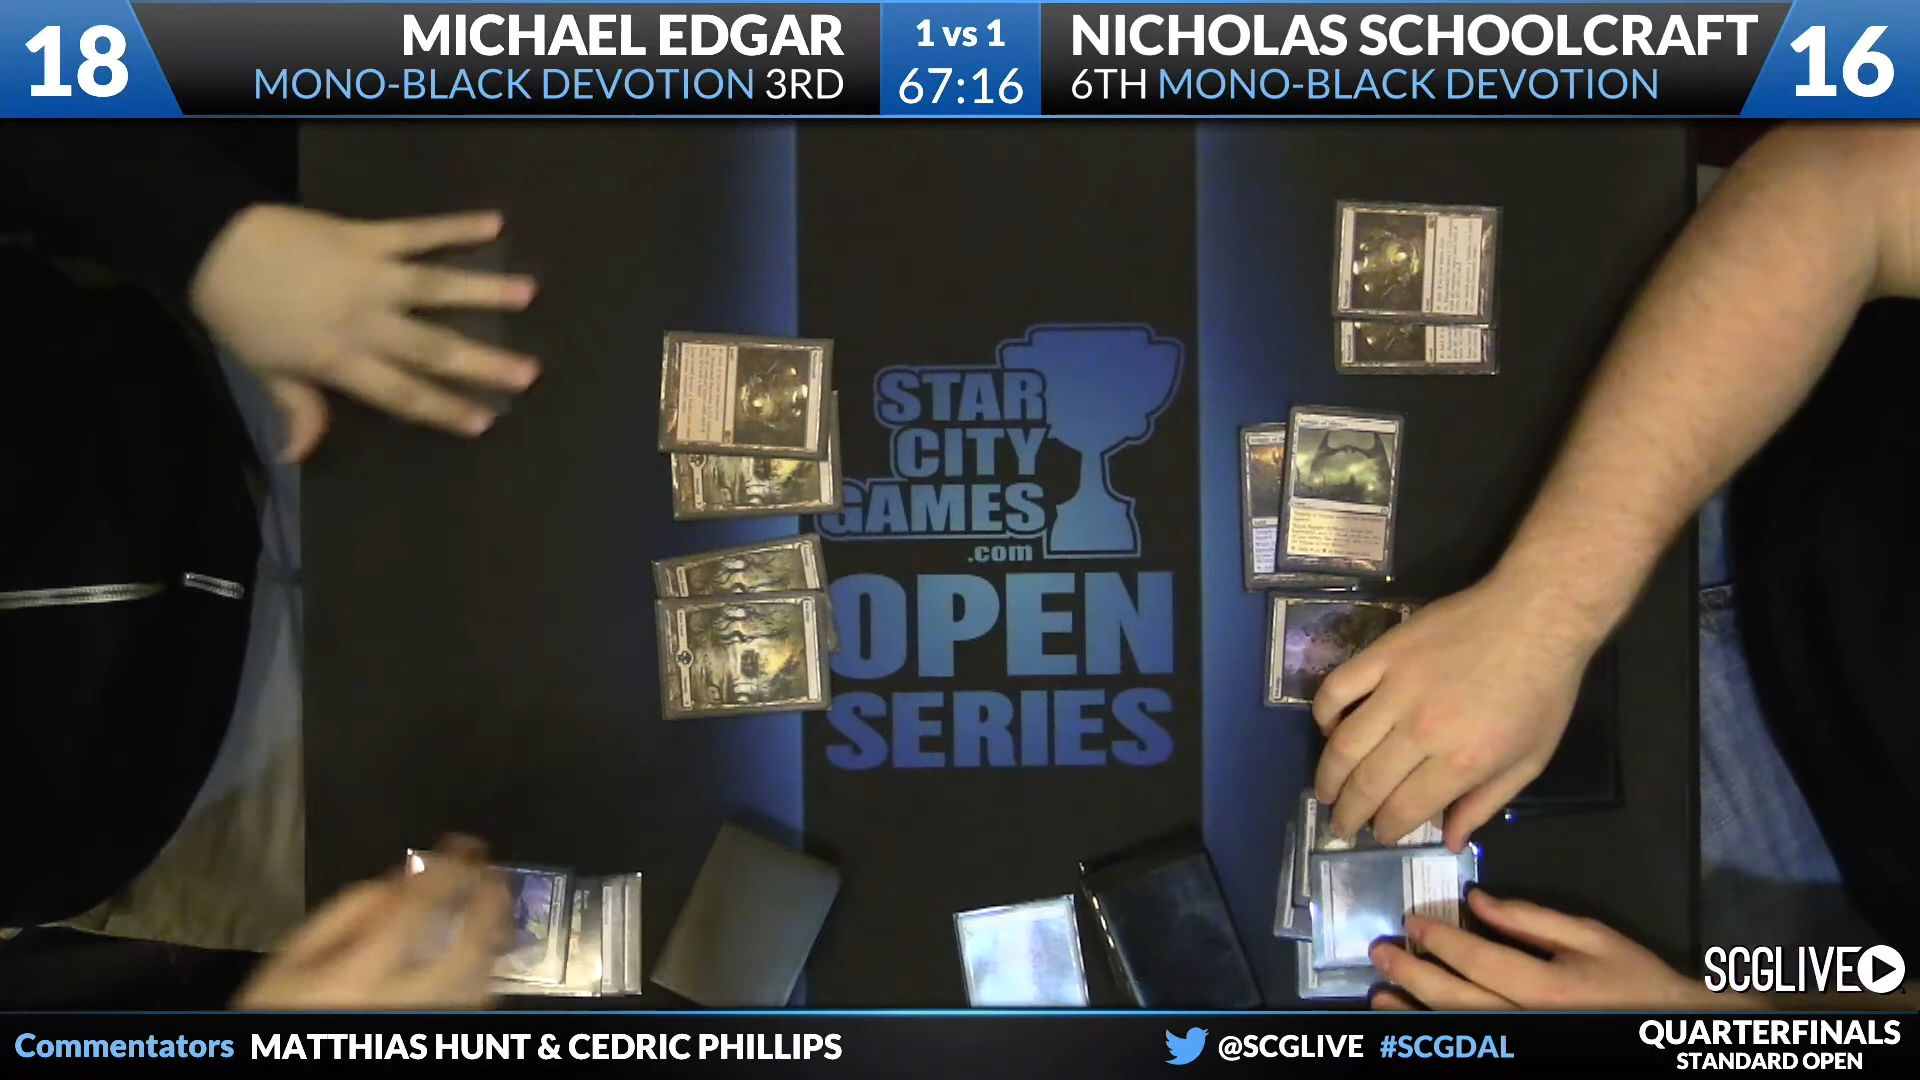 18
MICHAEL EDGAR
MONO-BLACK DEVOTION 3RD
1 vs 1
67:16
NICHOLAS SCHOOLCRAFT
6TH MONO-BLACK DEVOTION
16
STAR
CITY
GAMES
.com
OPEN
SERIES
SCGLIVE
Commentators MATTHIAS HUNT & CEDRIC PHILLIPS
@SCGLIVE #SCGDAL
QUARTERFINALS
STANDARD OPEN